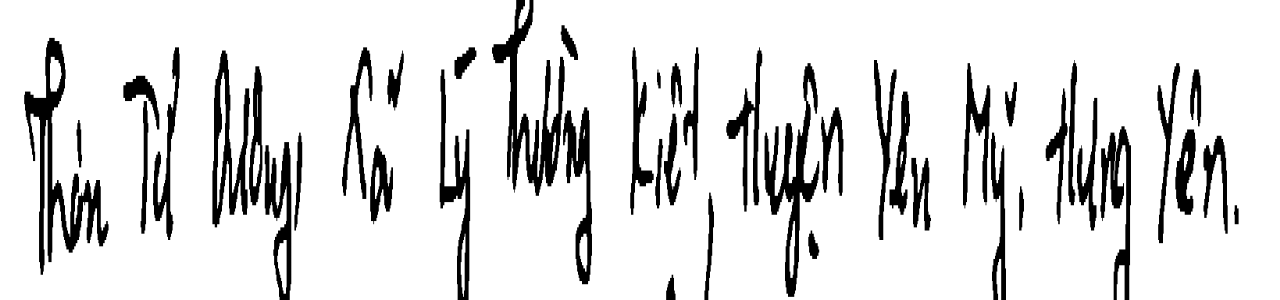 Thôn Tử Dương, Xã Lý Thường Kiệt, Huyện Yên Mỹ, Hưng Yên.